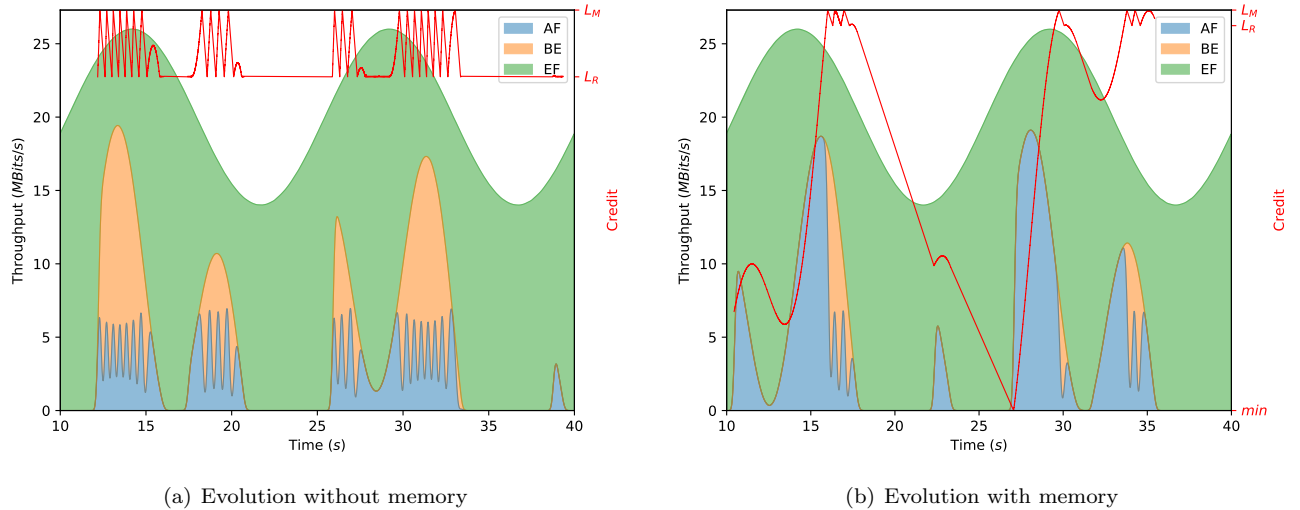 AF
BE
EF
25
20
15
10
5
0
Throughput (MBits/s)
10
15
20
25
30
35
40
Time (s)
L_M
L_R
Credit
(a) Evolution without memory
AF
BE
EF
25
20
15
10
5
0
Throughput (MBits/s)
10
15
20
25
30
35
40
Time (s)
L_M
L_R
min
Credit
(b) Evolution with memory